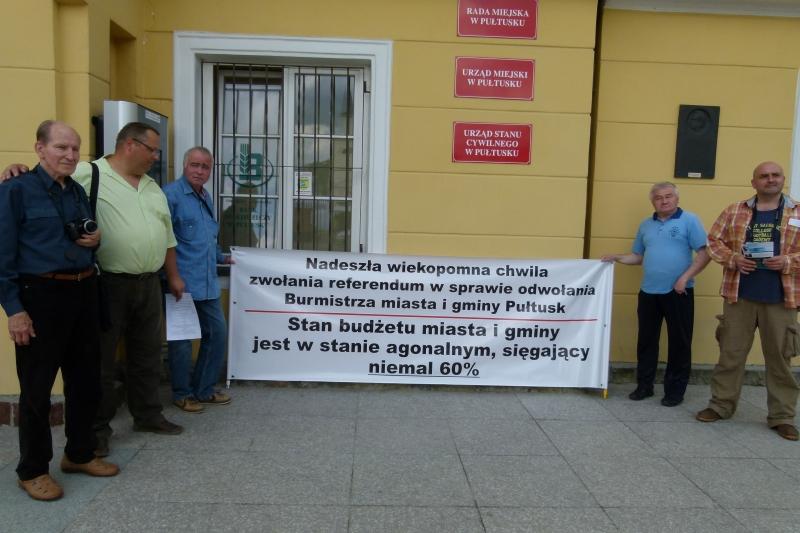 RADA MIEJSKA
W PUŁTUSKU
URZĄD MIEJSKI
W PUŁTUSKU
URZĄD STANU
CYWILNEGO
W PUŁTUSKU
Nadeszła wiekopomna chwila
zwołania referendum w sprawie odwołania
Burmistrza miasta i gminy Pułtusk
Stan budżetu miasta i gminy
jest w stanie agonalnym, sięgający
niemal 60%